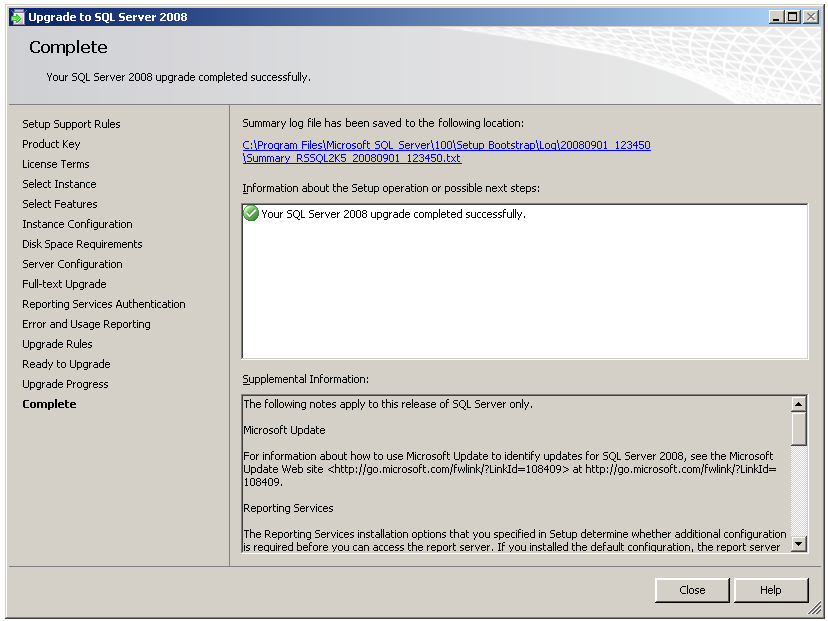 Upgrade to SQL Server 2008
Complete
Your SQL Server 2008 upgrade completed successfully.
Setup Support Rules
Product Key
License Terms
Select Instance
Select Features
Instance Configuration
Disk Space Requirements
Server Configuration
Full-text Upgrade
Reporting Services Authentication
Error and Usage Reporting
Upgrade Rules
Ready to Upgrade
Upgrade Progress
Complete
Summary log file has been saved to the following location:
C:\Program Files\Microsoft SQL Server\100\Setup Bootstrap\Log\20080901_123450
\Summary_RSSQL2K5_20080901_123450.txt
Information about the Setup operation or possible next steps:
Your SQL Server 2008 upgrade completed successfully.
Supplemental Information:
The following notes apply to this release of SQL Server only.
Microsoft Update
For information about how to use Microsoft Update to identify updates for SQL Server 2008, see the Microsoft
Update Web site <http://go.microsoft.com/fwlink/?LinkId=108409> at http://go.microsoft.com/fwlink/?LinkId=
108409.
Reporting Services
The Reporting Services installation options that you specified in Setup determine whether additional configuration
is required before you can access the report server. If you installed the default configuration, the report server
Close
Help